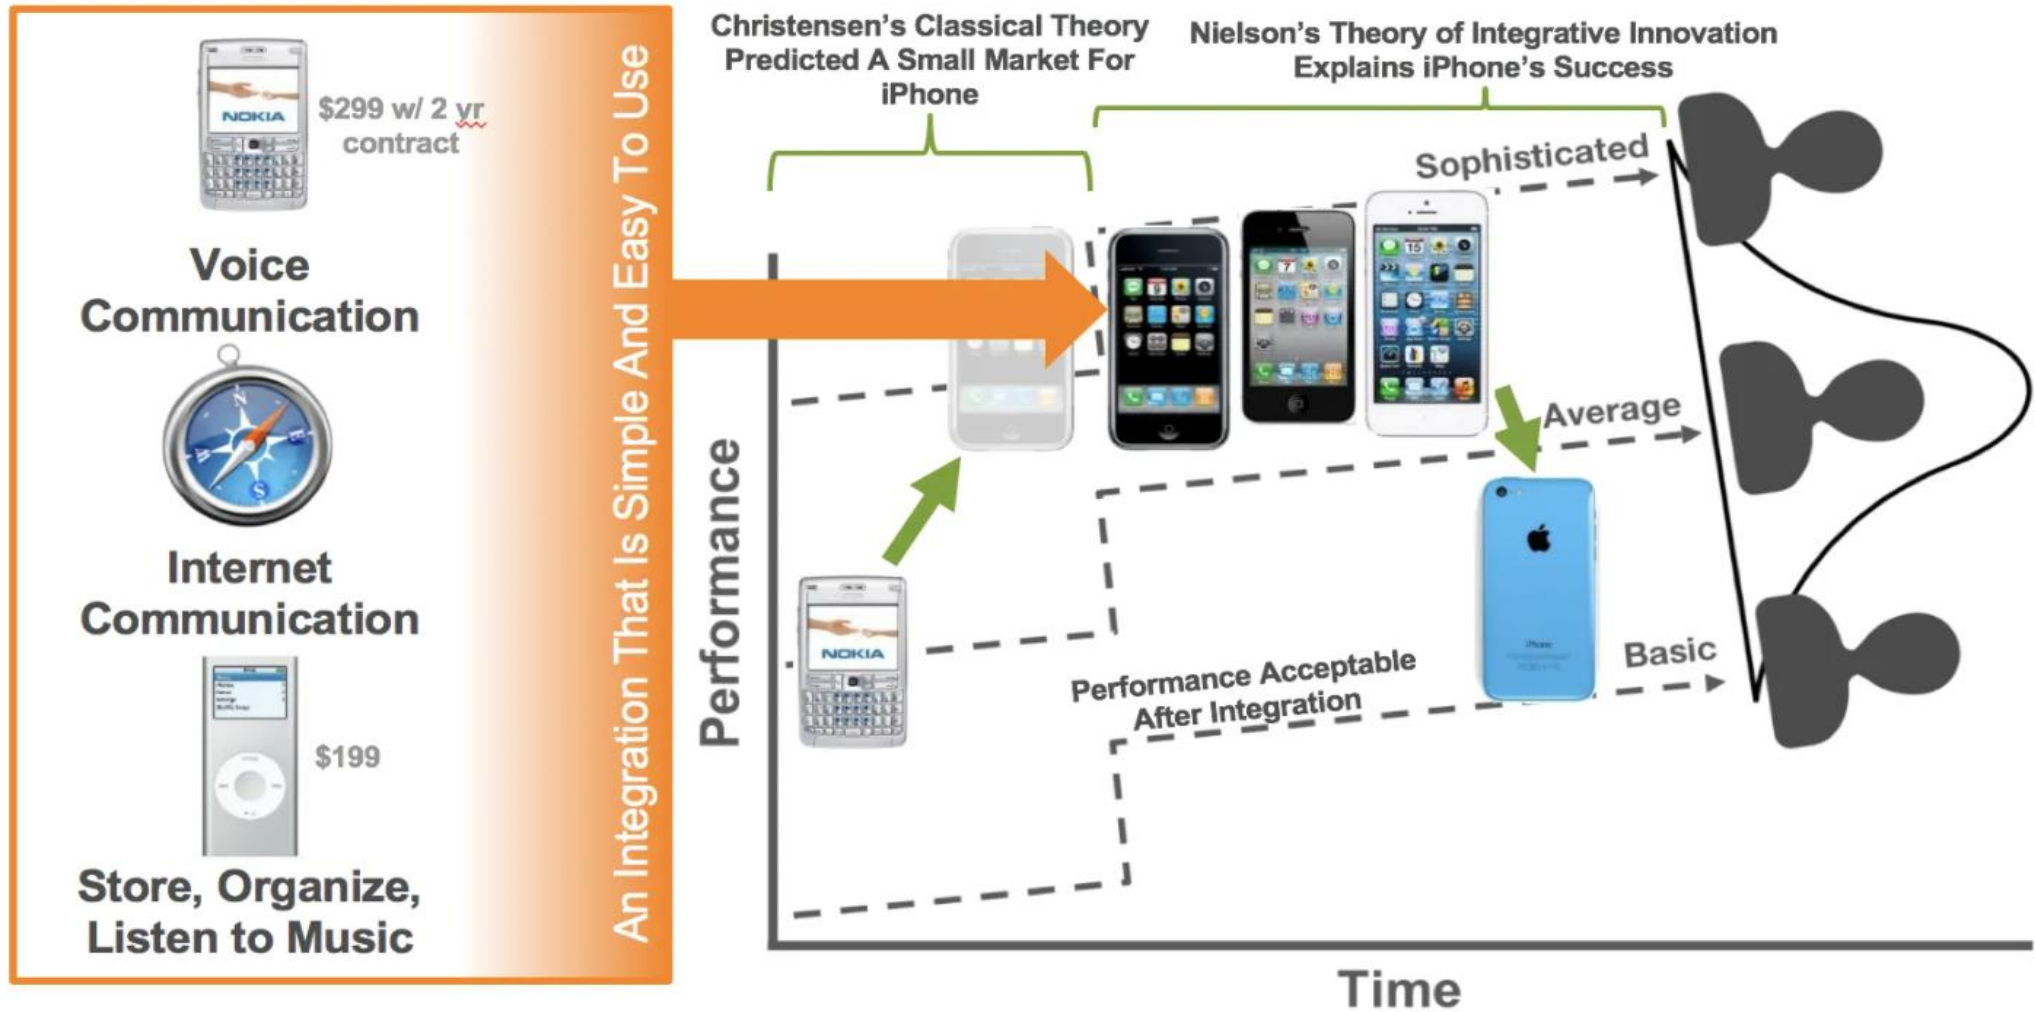 NOKIA
$299 w/ 2 yr
contract
Voice
Communication
N
E
S
W
Internet
Communication
$199
Store, Organize,
Listen to Music
An Integration That Is Simple And Easy To Use
Christensen's Classical Theory
Predicted A Small Market For
iPhone
Nielson's Theory of Integrative Innovation
Explains iPhone's Success
Sophisticated
Average
Basic
Performance
NOKIA
Performance Acceptable
After Integration
iPhone
Time